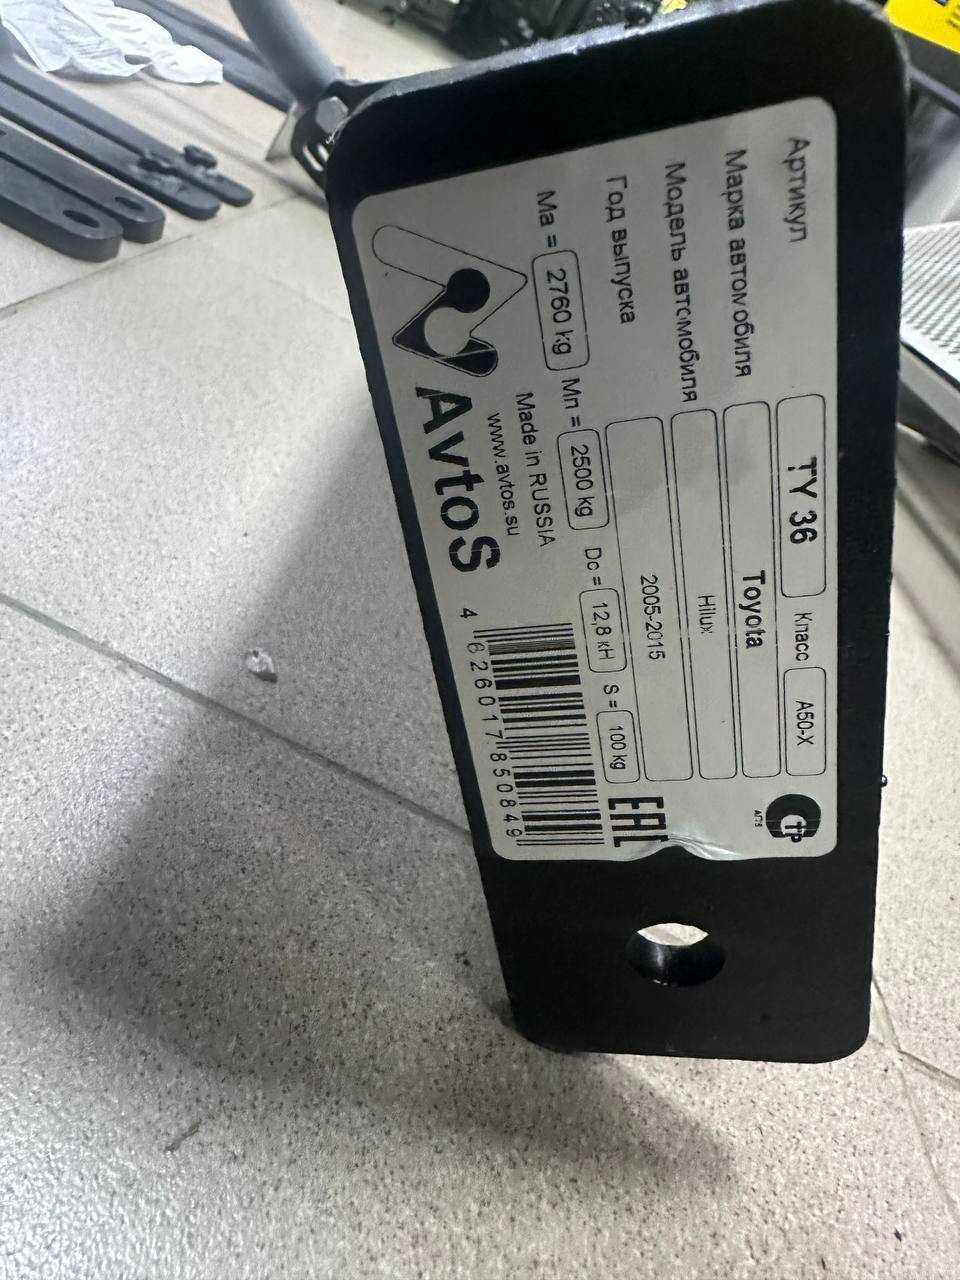 Артикул TY 36 Класс A50-X
Марка автомобиля Toyota
Модель автомобиля Hilux
Год выпуска 2005-2015
Ma = 2760 kg Mп = 2500 kg Dc = 12,8 кН S = 100 kg
Made in RUSSIA
www.avtos.su
AvtoS
EAC
TP
4 626017 850849